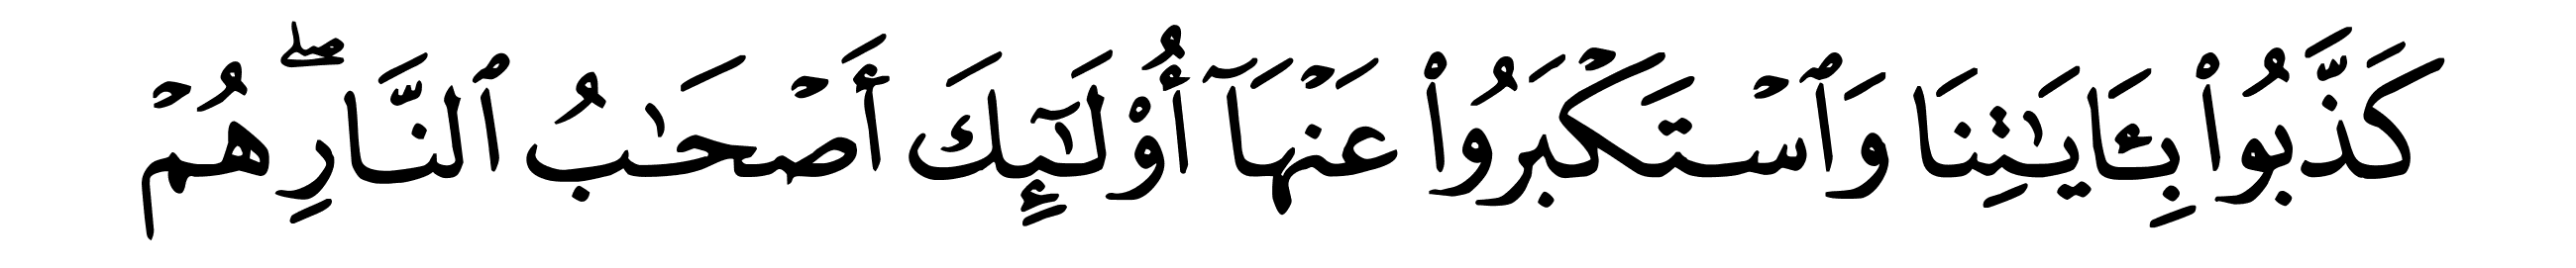 كَذَّبُوا۟ بِـَٔايَـٰتِنَا وَٱسْتَكْبَرُوا۟ عَنْهَآ أُو۟لَـٰٓئِكَ أَصْحَـٰبُ ٱلنَّارِ ۖ هُمْ